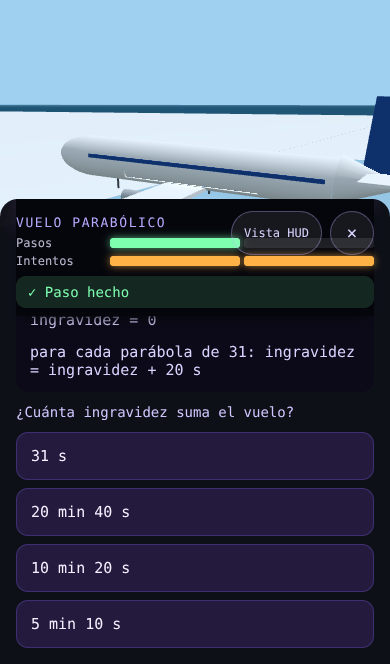 VUELO PARABÓLICO
Vista HUD
×
Pasos
Intentos
✓ Paso hecho
ingravidez = 0
para cada parábola de 31: ingravidez
= ingravidez + 20 s
¿Cuánta ingravidez suma el vuelo?
31 s
20 min 40 s
10 min 20 s
5 min 10 s